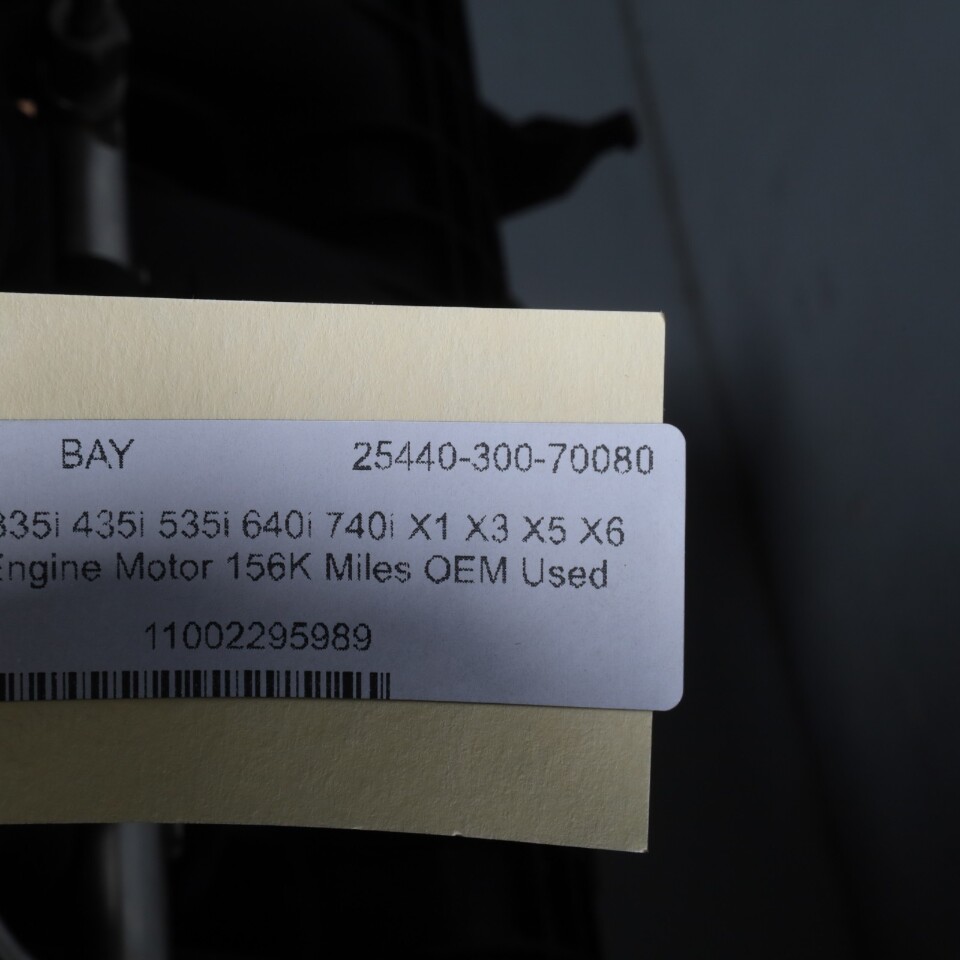 BAY 25440-300-70080
335i 435i 535i 640i 740i X1 X3 X5 X6
Engine Motor 156K Miles OEM Used
11002295989